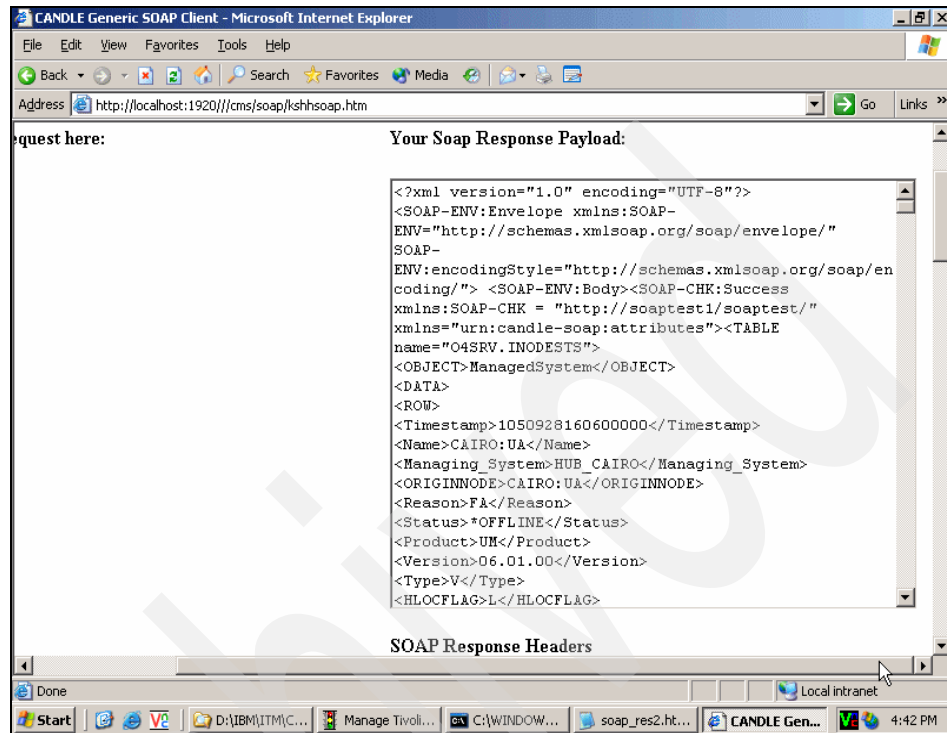 CANDLE Generic SOAP Client - Microsoft Internet Explorer
File Edit View Favorites Tools Help
Back Search Favorites Media
Address http://localhost:1920///cms/soap/kshhsoap.htm Go Links »
equest here: Your Soap Response Payload:
<?xml version="1.0" encoding="UTF-8"?>
<SOAP-ENV:Envelope xmlns:SOAP-
ENV="http://schemas.xmlsoap.org/soap/envelope/"
SOAP-
ENV:encodingStyle="http://schemas.xmlsoap.org/soap/en
coding/"> <SOAP-ENV:Body><SOAP-CHK:Success
xmlns:SOAP-CHK = "http://soaptest1/soaptest/"
xmlns="urn:candle-soap:attributes"><TABLE
name="O4SRV.INODESTS">
<OBJECT>ManagedSystem</OBJECT>
<DATA>
<ROW>
<Timestamp>1050928160600000</Timestamp>
<Name>CAIRO:UA</Name>
<Managing_System>HUB_CAIRO</Managing_System>
<ORIGINNODE>CAIRO:UA</ORIGINNODE>
<Reason>FA</Reason>
<Status>*OFFLINE</Status>
<Product>UM</Product>
<Version>06.01.00</Version>
<Type>V</Type>
<HLOCFLAG>L</HLOCFLAG>
SOAP Response Headers
Done Local intranet
Start D:\IBM\ITM\C... Manage Tivoli... C:\WINDOW... soap_res2.ht... CANDLE Gen... 4:42 PM